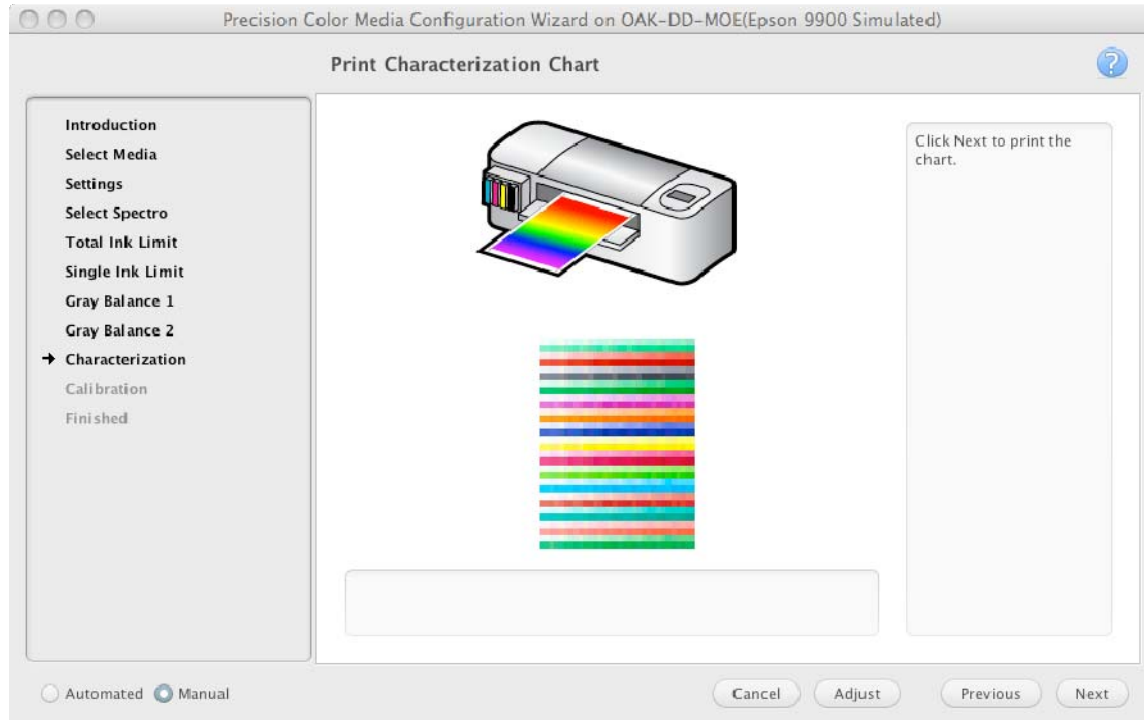 Precision Color Media Configuration Wizard on OAK-DD-MOE(Epson 9900 Simulated)
Print Characterization Chart
?
Introduction
Select Media
Settings
Select Spectro
Total Ink Limit
Single Ink Limit
Gray Balance 1
Gray Balance 2
Characterization
Calibration
Finished
Click Next to print the
chart.
Automated Manual
Cancel Adjust Previous Next